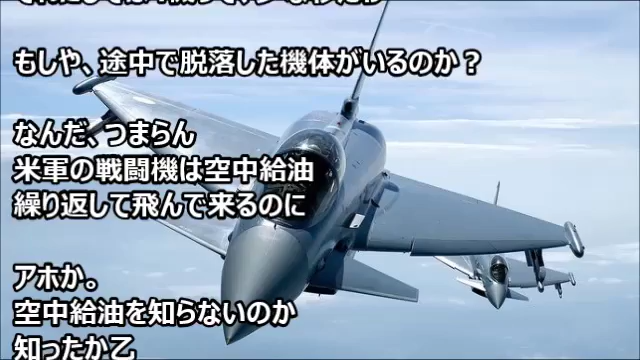 もしや、途中で脱落した機体がいるのか？
なんだ、つまらん
米軍の戦闘機は空中給油
繰り返して飛んで来るのに
アホか。
空中給油を知らないのか
知ったか乙